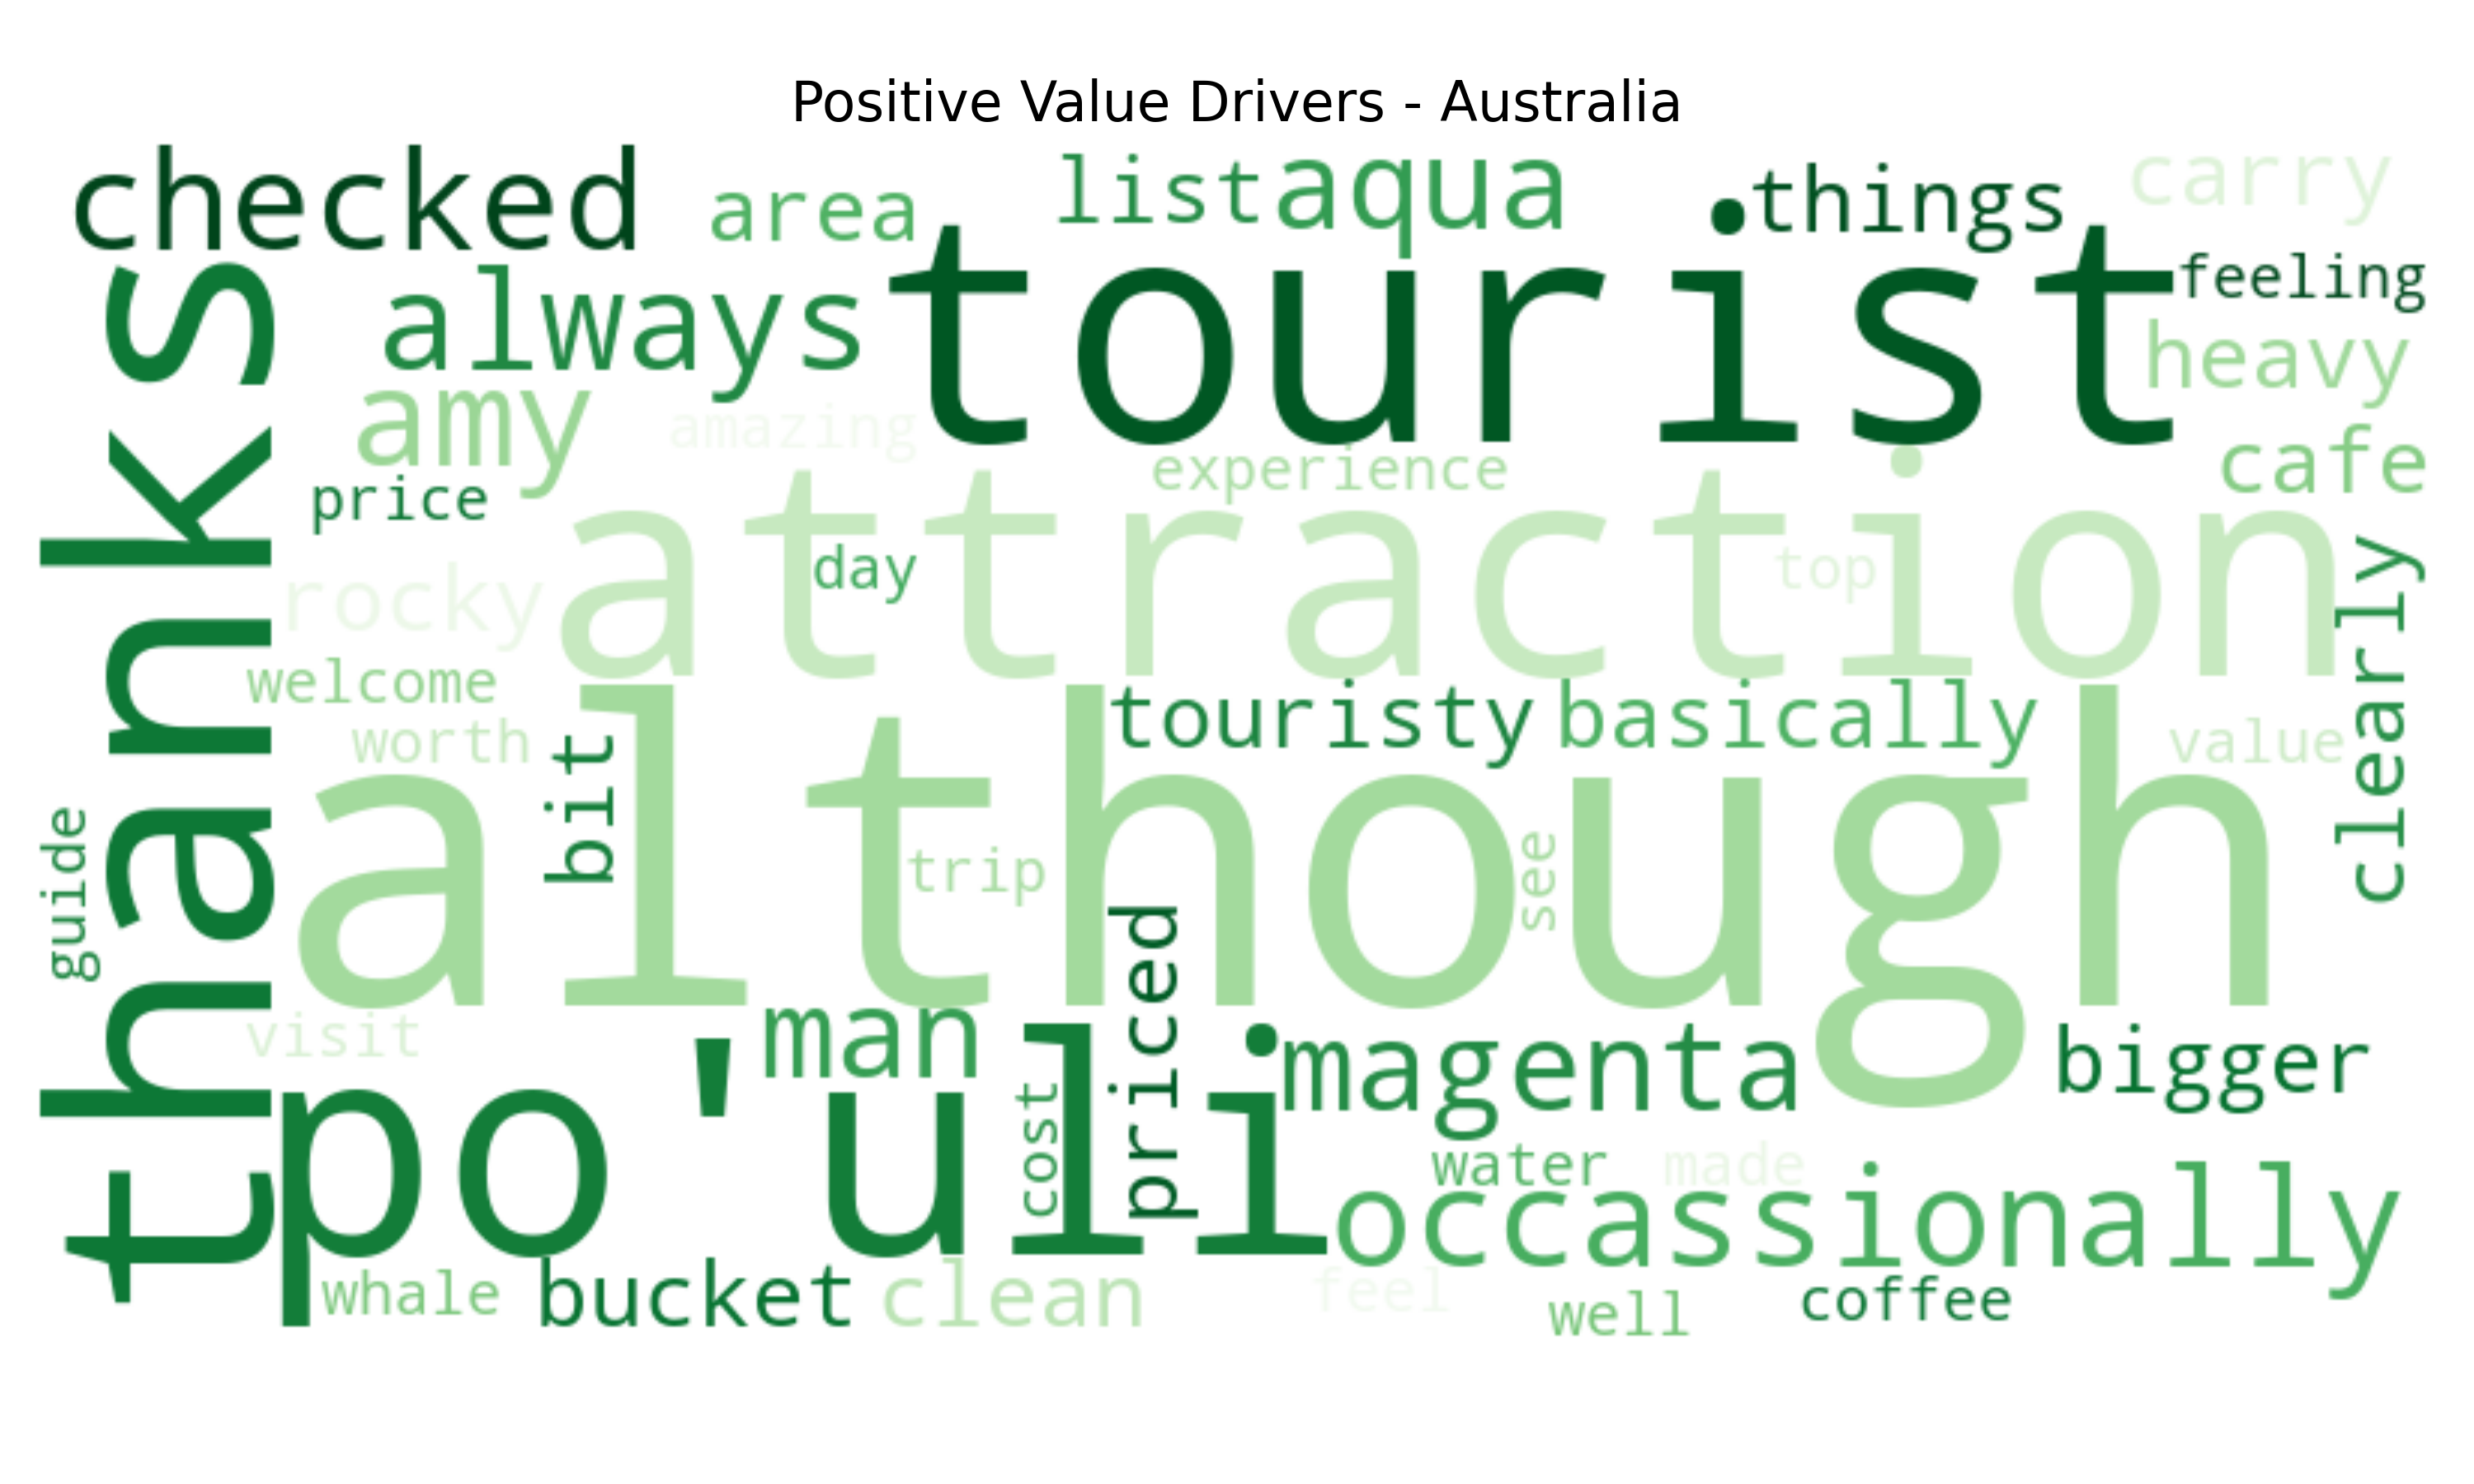 Positive Value Drivers - Australia
checked
area
list
aqua
things
carry
thanks
always
tourist
feeling
heavy
amy
amazing
experience
cafe
price
attraction
day
top
rocky
clearly
welcome
touristy
basically
worth
value
bit
although
guide
trip
see
priced
visit
man
po'uli
magenta
bigger
cost
water
made
occassionally
whale
bucket
clean
feel
well
coffee